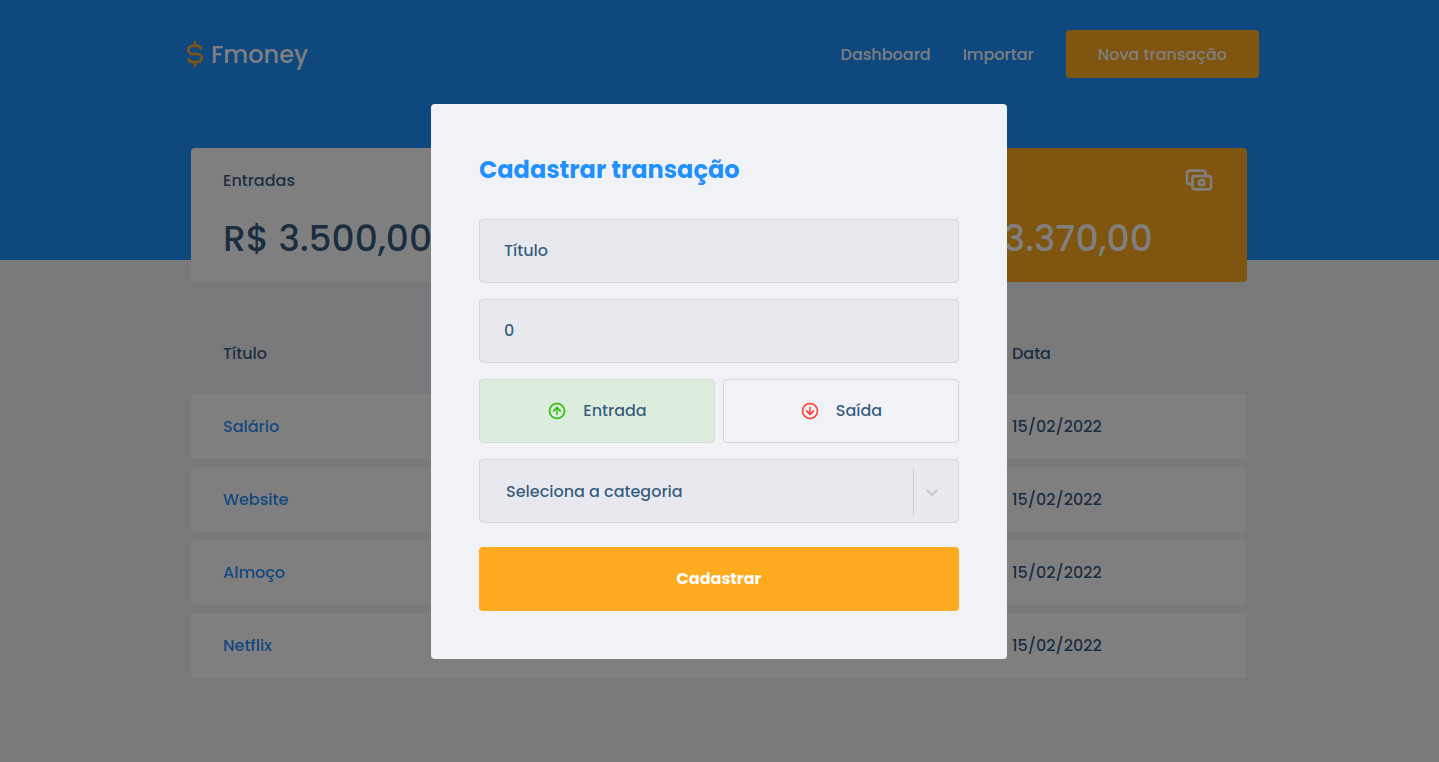 $ Fmoney
Dashboard
Importar
Nova transação
Cadastrar transação
Entradas
R$ 3.500,00
3.370,00
Título
0
Entrada
Saída
Seleciona a categoria
Cadastrar
Título
Data
Salário
15/02/2022
Website
15/02/2022
Almoço
15/02/2022
Netflix
15/02/2022